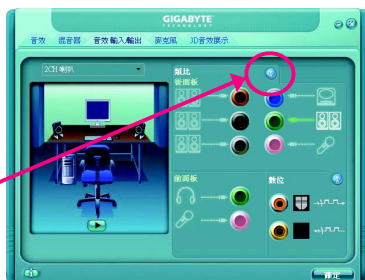 GIGABYTE
TECHNOLOGY
音效 混音器 音效輸入/輸出 麥克風 3D音效展示
2CH 喇叭
類比
後面板
前面板
數位
確定